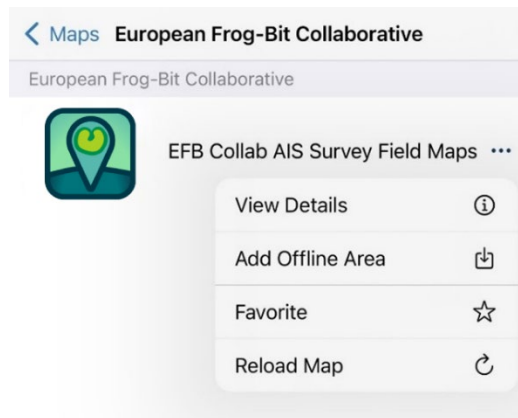 Maps European Frog-Bit Collaborative
European Frog-Bit Collaborative
EFB Collab AIS Survey Field Maps
View Details
Add Offline Area
Favorite
Reload Map